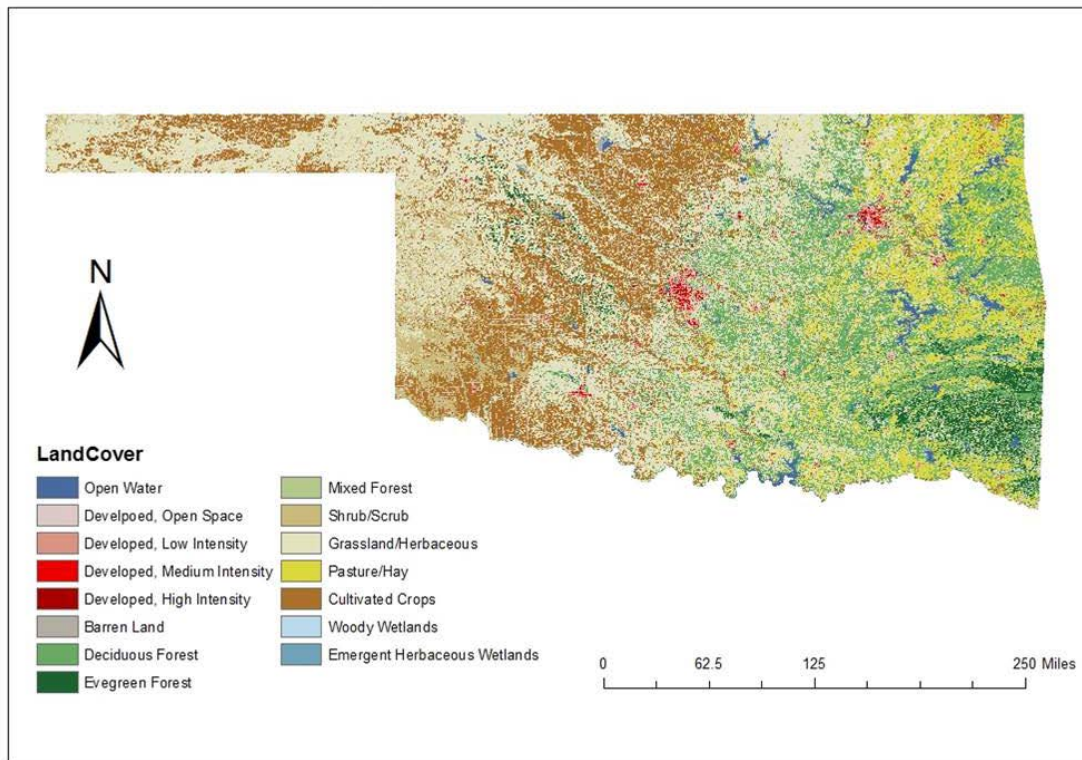 N
LandCover
Open Water
Develpoed, Open Space
Developed, Low Intensity
Developed, Medium Intensity
Developed, High Intensity
Barren Land
Deciduous Forest
Evegreen Forest
Mixed Forest
Shrub/Scrub
Grassland/Herbaceous
Pasture/Hay
Cultivated Crops
Woody Wetlands
Emergent Herbaceous Wetlands
0 62.5 125 250 Miles